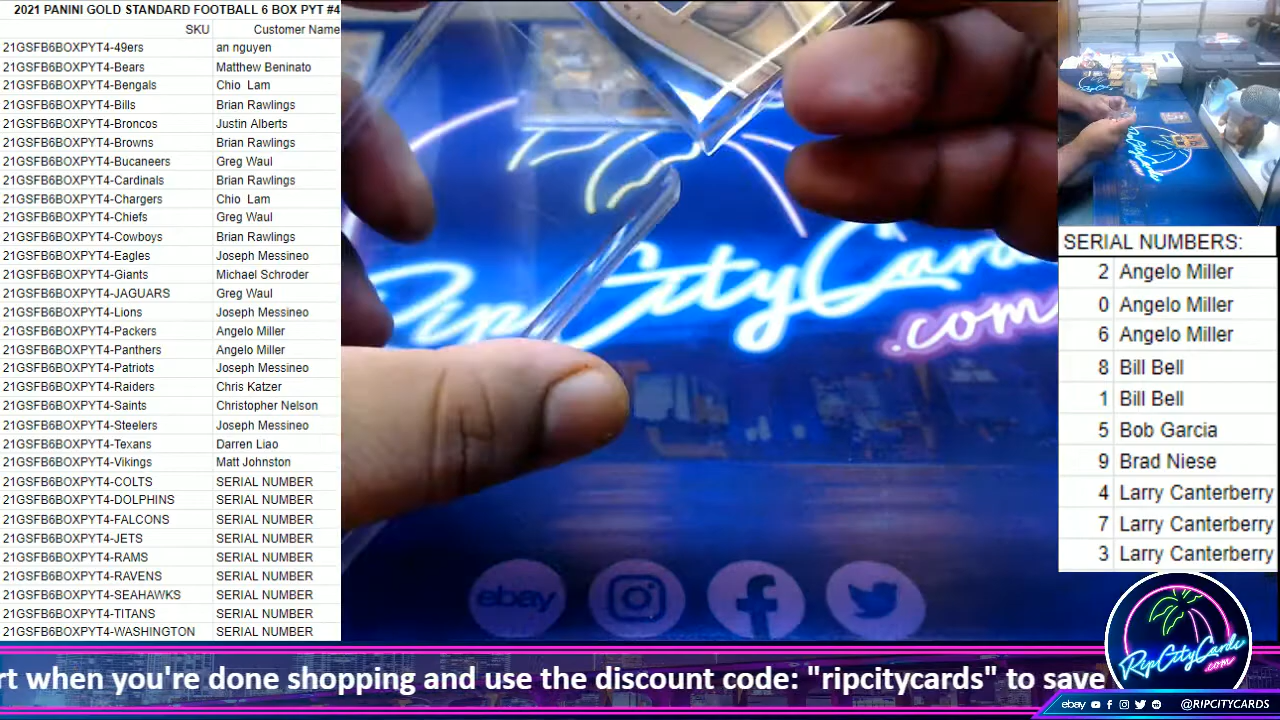 2021 PANINI GOLD STANDARD FOOTBALL 6 BOX PYT #4
SKU Customer Name
21GSFB6BOXPYT4-49ers an nguyen
21GSFB6BOXPYT4-Bears Matthew Beninato
21GSFB6BOXPYT4-Bengals Chio Lam
21GSFB6BOXPYT4-Bills Brian Rawlings
21GSFB6BOXPYT4-Broncos Justin Alberts
21GSFB6BOXPYT4-Browns Brian Rawlings
21GSFB6BOXPYT4-Bucaneers Greg Waul
21GSFB6BOXPYT4-Cardinals Brian Rawlings
21GSFB6BOXPYT4-Chargers Chio Lam
21GSFB6BOXPYT4-Chiefs Greg Waul
21GSFB6BOXPYT4-Cowboys Brian Rawlings
21GSFB6BOXPYT4-Eagles Joseph Messineo
21GSFB6BOXPYT4-Giants Michael Schroder
21GSFB6BOXPYT4-JAGUARS Greg Waul
21GSFB6BOXPYT4-Lions Joseph Messineo
21GSFB6BOXPYT4-Packers Angelo Miller
21GSFB6BOXPYT4-Panthers Angelo Miller
21GSFB6BOXPYT4-Patriots Joseph Messineo
21GSFB6BOXPYT4-Raiders Chris Katzer
21GSFB6BOXPYT4-Saints Christopher Nelson
21GSFB6BOXPYT4-Steelers Joseph Messineo
21GSFB6BOXPYT4-Texans Darren Liao
21GSFB6BOXPYT4-Vikings Matt Johnston
21GSFB6BOXPYT4-COLTS SERIAL NUMBER
21GSFB6BOXPYT4-DOLPHINS SERIAL NUMBER
21GSFB6BOXPYT4-FALCONS SERIAL NUMBER
21GSFB6BOXPYT4-JETS SERIAL NUMBER
21GSFB6BOXPYT4-RAMS SERIAL NUMBER
21GSFB6BOXPYT4-RAVENS SERIAL NUMBER
21GSFB6BOXPYT4-SEAHAWKS SERIAL NUMBER
21GSFB6BOXPYT4-TITANS SERIAL NUMBER
21GSFB6BOXPYT4-WASHINGTON SERIAL NUMBER
RipCityCards
.com
ebay
SERIAL NUMBERS:
2 Angelo Miller
0 Angelo Miller
6 Angelo Miller
8 Bill Bell
1 Bill Bell
5 Bob Garcia
9 Brad Niese
4 Larry Canterberry
7 Larry Canterberry
3 Larry Canterberry
RipCityCards
.com
rt when you're done shopping and use the discount code: "ripcitycards" to save
ebay @RIPCITYCARDS